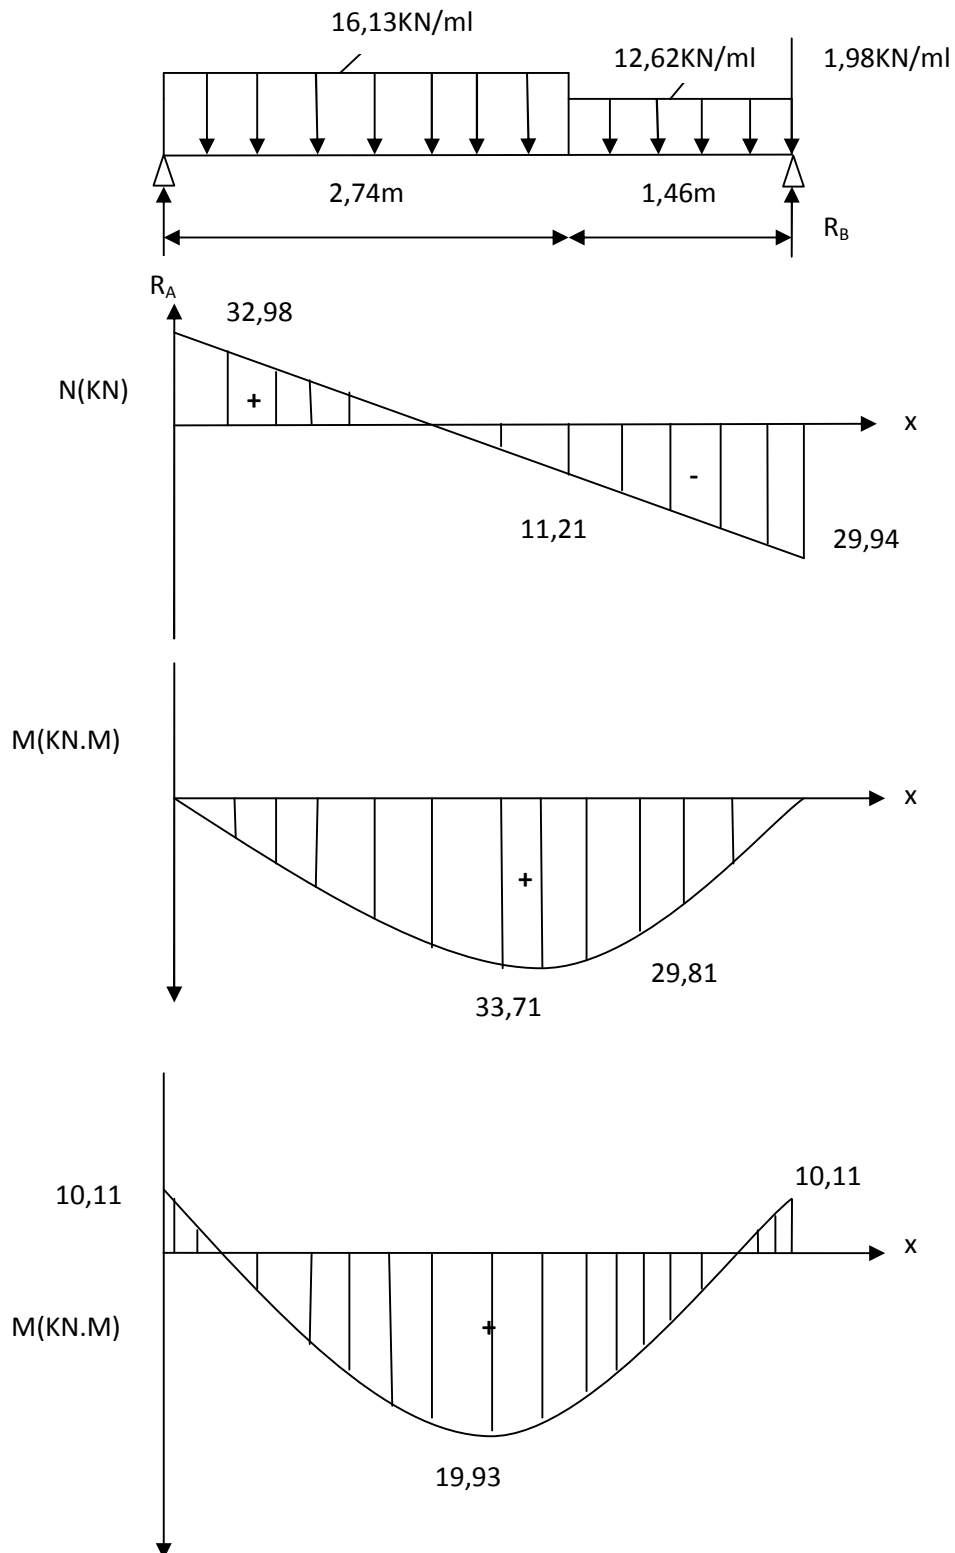 16,13KN/ml
12,62KN/ml
1,98KN/ml
2,74m
1,46m
R_B
R_A
32,98
N(KN)
+
x
-
11,21
29,94
M(KN.M)
x
+
29,81
33,71
10,11
10,11
x
M(KN.M)
+
19,93